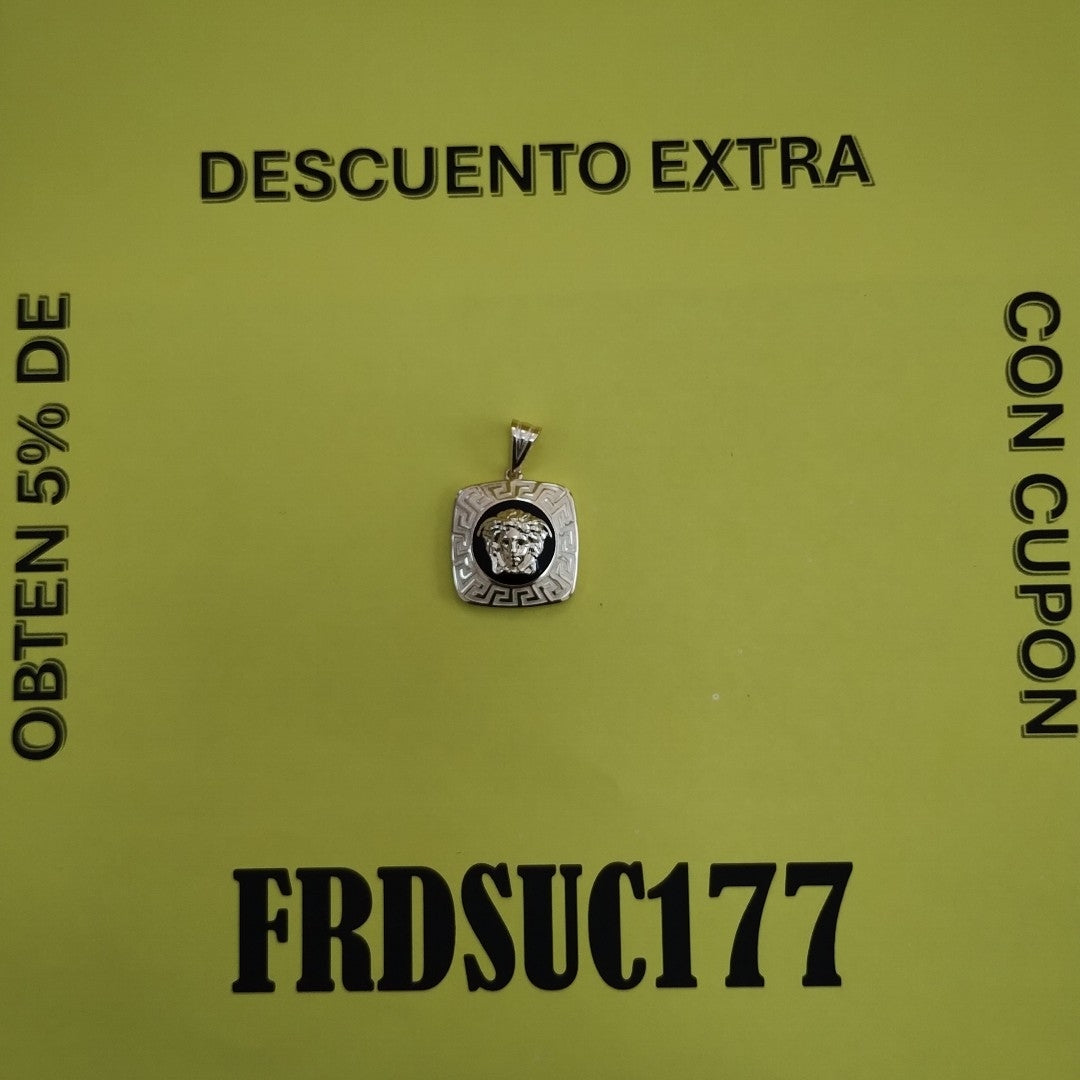 OBTEN 5% DE
DESCUENTO EXTRA
CON CUPON
FRDSUC177